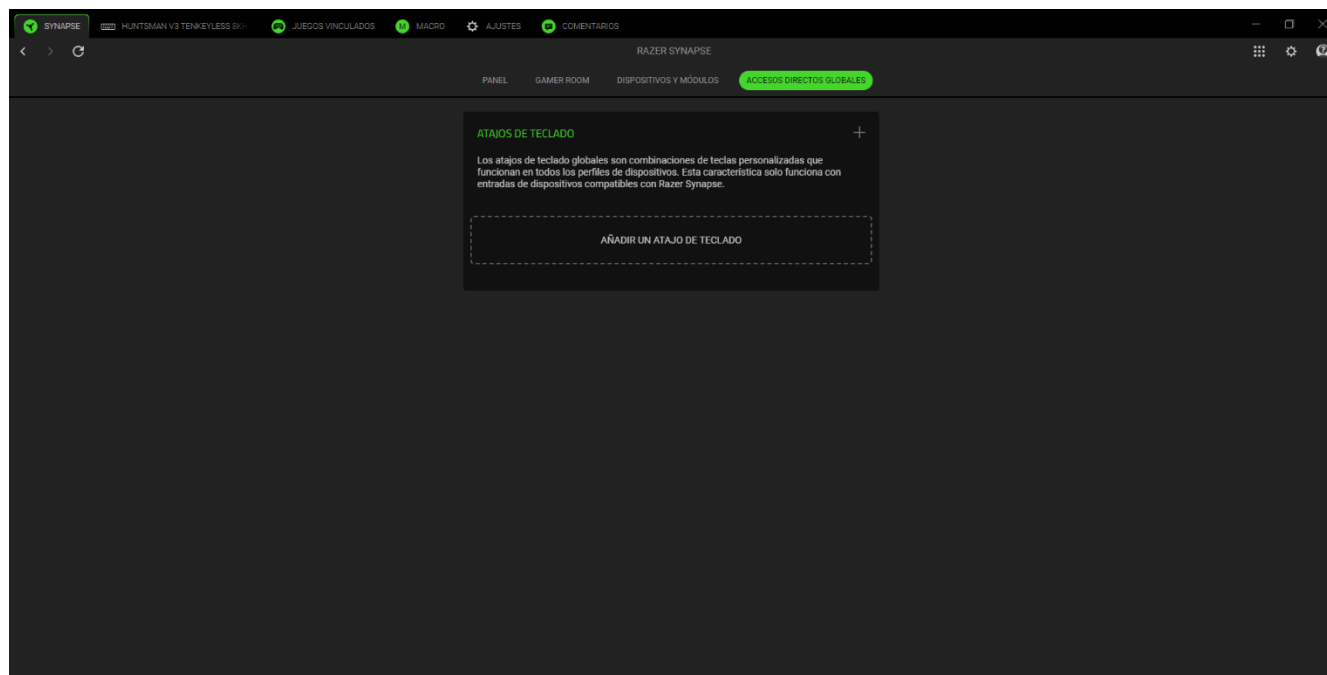 SYNAPSE
HUNTSMAN V3 TENKEYLESS 8KH
JUEGOS VINCULADOS
M MACRO
AJUSTES
COMENTARIOS
RAZER SYNAPSE
PANEL
GAMER ROOM
DISPOSITIVOS Y MÓDULOS
ACCESOS DIRECTOS GLOBALES
ATAJOS DE TECLADO
Los atajos de teclado globales son combinaciones de teclas personalizadas que
funcionan en todos los perfiles de dispositivos. Esta característica solo funciona con
entradas de dispositivos compatibles con Razer Synapse.
AÑADIR UN ATAJO DE TECLADO